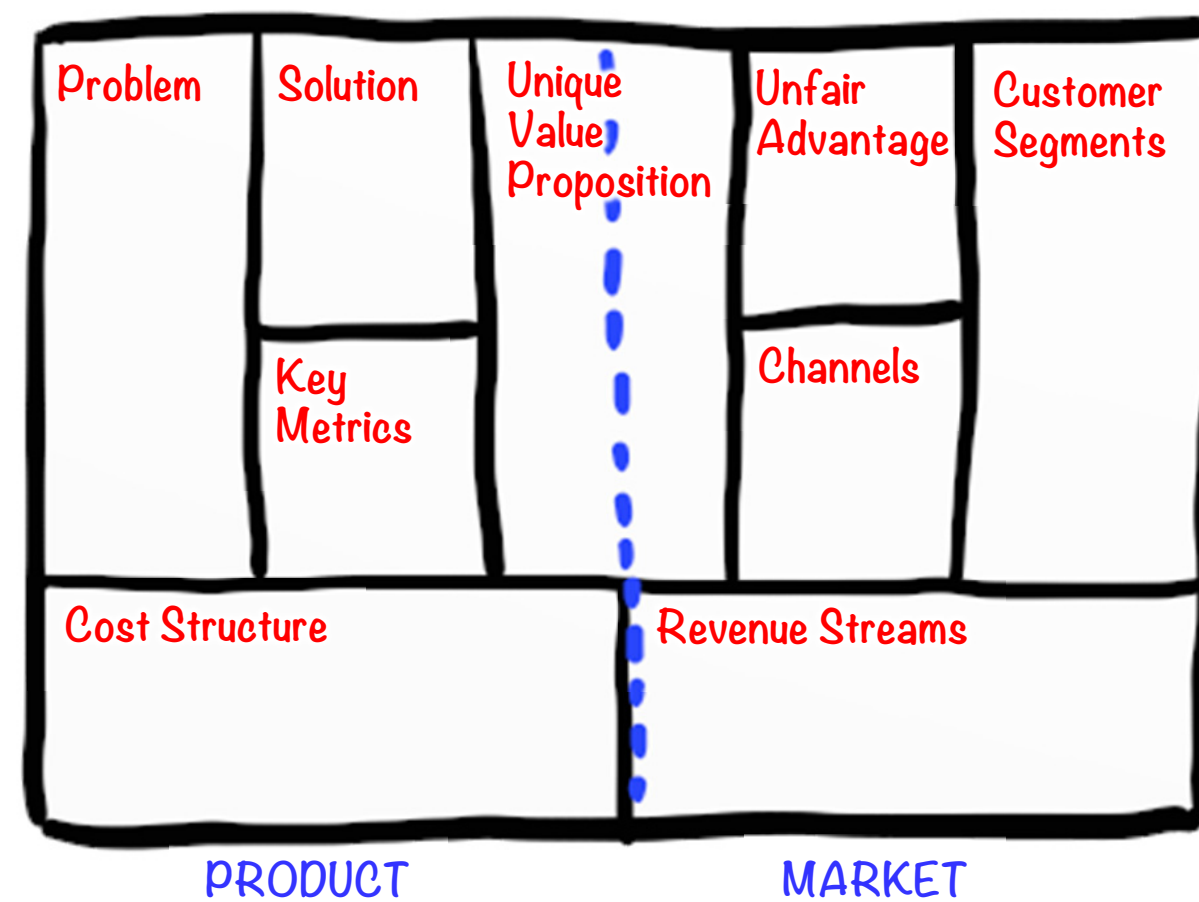 Problem
Solution
Unique
Value
Proposition
Unfair
Advantage
Customer
Segments
Key
Metrics
Channels
Cost Structure
Revenue Streams
PRODUCT
MARKET